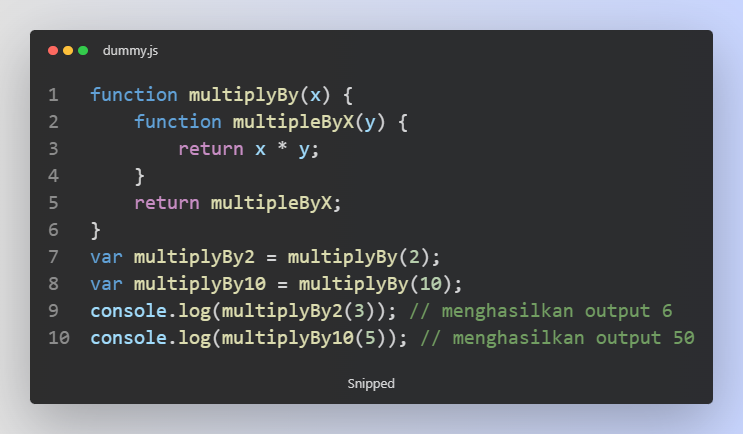 dummy.js
1 function multiplyBy(x) {
2     function multipleByX(y) {
3         return x * y;
4     }
5     return multipleByX;
6 }
7 var multiplyBy2 = multiplyBy(2);
8 var multiplyBy10 = multiplyBy(10);
9 console.log(multiplyBy2(3)); // menghasilkan output 6
10 console.log(multiplyBy10(5)); // menghasilkan output 50
Snipped